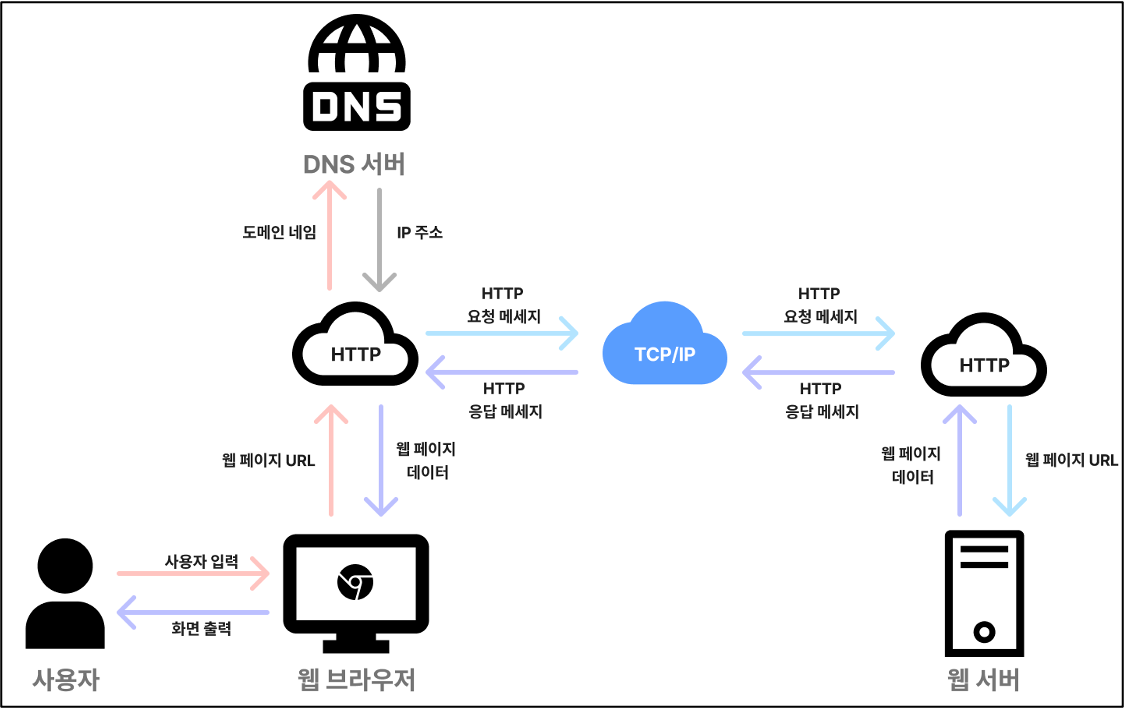 DNS
DNS 서버
도메인 네임
IP 주소
HTTP
요청 메세지
HTTP
요청 메세지
HTTP
TCP/IP
HTTP
HTTP
응답 메세지
HTTP
응답 메세지
웹 페이지 URL
웹 페이지
데이터
웹 페이지
데이터
웹 페이지 URL
사용자 입력
화면 출력
사용자
웹 브라우저
웹 서버